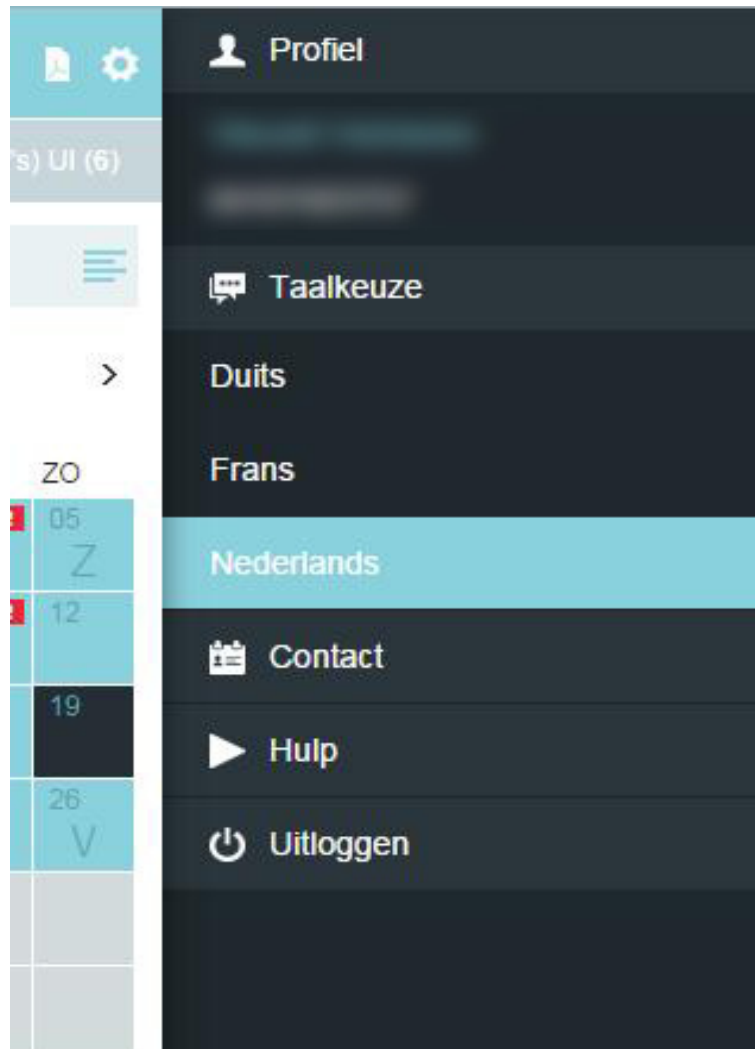 Profiel
's) UI (6)
Taalkeuze
Duits
Frans
Nederlands
Contact
Hulp
Uitloggen
ZO
05
Z
12
19
26
V